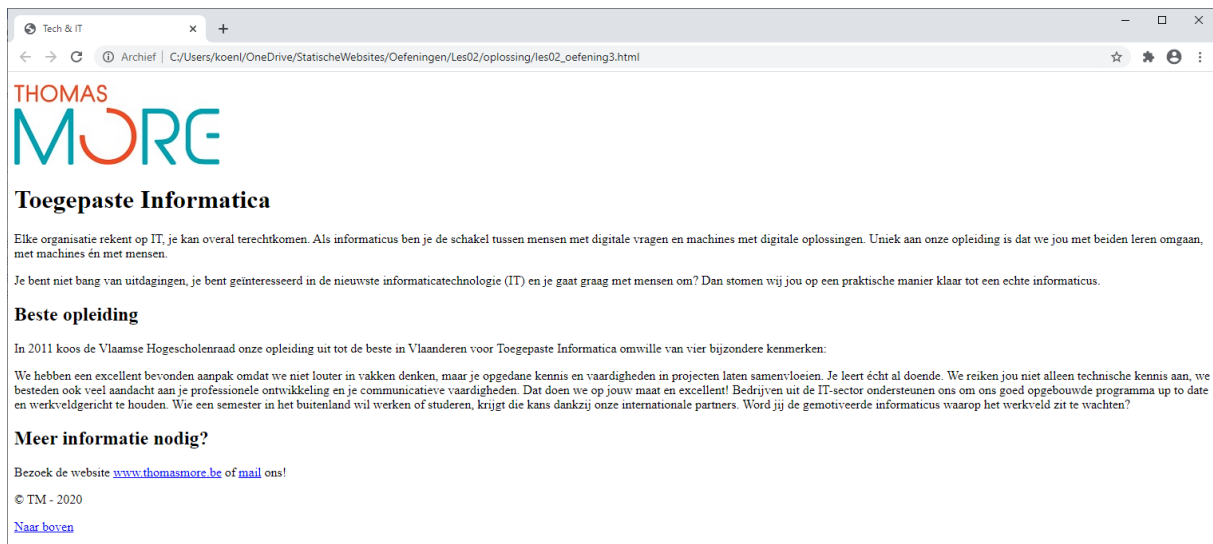 Tech & IT
Archief | C:/Users/koenl/OneDrive/StatischeWebsites/Oefeningen/Les02/oplossing/les02_oefening3.html
THOMAS
MORE
Toegepaste Informatica
Elke organisatie rekent op IT, je kan overal terechtkomen. Als informaticus ben je de schakel tussen mensen met digitale vragen en machines met digitale oplossingen. Uniek aan onze opleiding is dat we jou met beiden leren omgaan,
met machines én met mensen.
Je bent niet bang van uitdagingen, je bent geïnteresseerd in de nieuwste informaticatechnologie (IT) en je gaat graag met mensen om? Dan stomen wij jou op een praktische manier klaar tot een echte informaticus.
Beste opleiding
In 2011 koos de Vlaamse Hogescholenraad onze opleiding uit tot de beste in Vlaanderen voor Toegepaste Informatica omwille van vier bijzondere kenmerken:
We hebben een excellent bevonden aanpak omdat we niet louter in vakken denken, maar je opgedane kennis en vaardigheden in projecten laten samenvloeien. Je leert écht al doende. We reiken jou niet alleen technische kennis aan, we
besteden ook veel aandacht aan je professionele ontwikkeling en je communicatieve vaardigheden. Dat doen we op jouw maat en excellent! Bedrijven uit de IT-sector ondersteunen ons om ons goed opgebouwde programma up to date
en werkveldgericht te houden. Wie een semester in het buitenland wil werken of studeren, krijgt die kans dankzij onze internationale partners. Word jij de gemotiveerde informaticus waarop het werkveld zit te wachten?
Meer informatie nodig?
Bezoek de website www.thomasmore.be of mail ons!
© TM - 2020
Naar boven